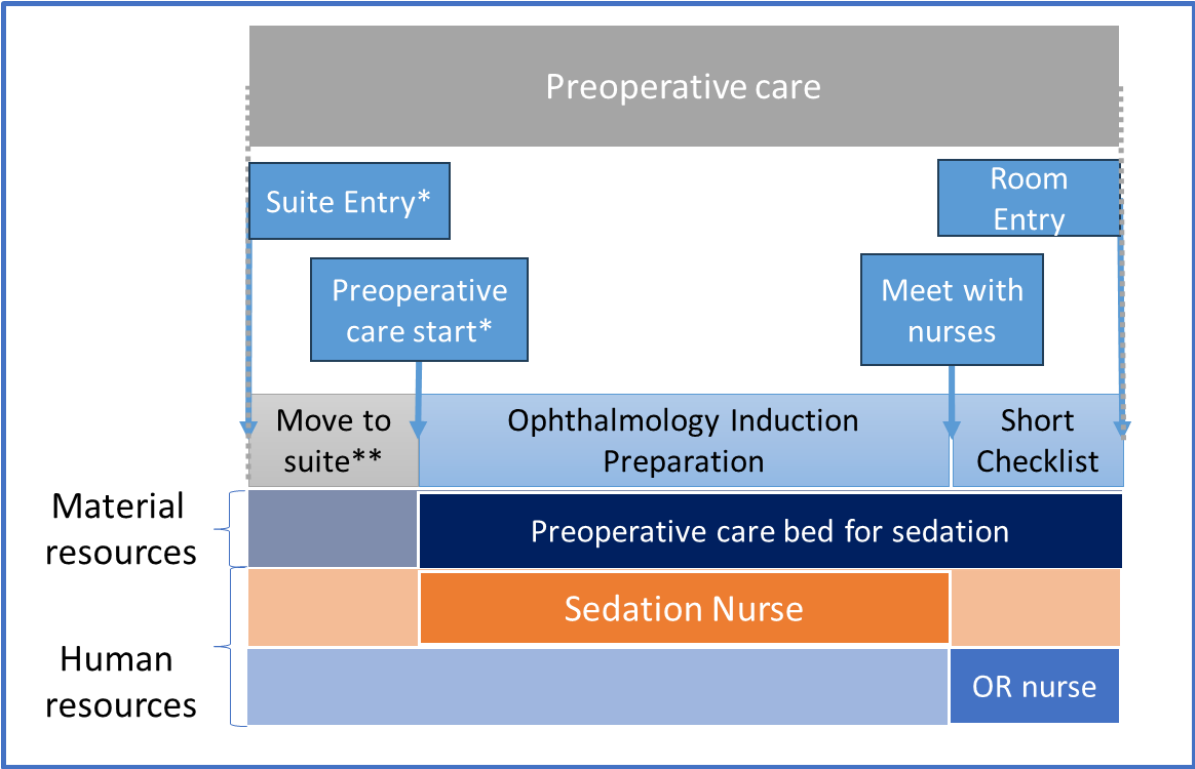 Preoperative care
Suite Entry*
Room
Entry
Preoperative
care start*
Meet with
nurses
Move to
suite**
Ophthalmology Induction
Preparation
Short
Checklist
Material
resources
Preoperative care bed for sedation
Sedation Nurse
Human
resources
OR nurse